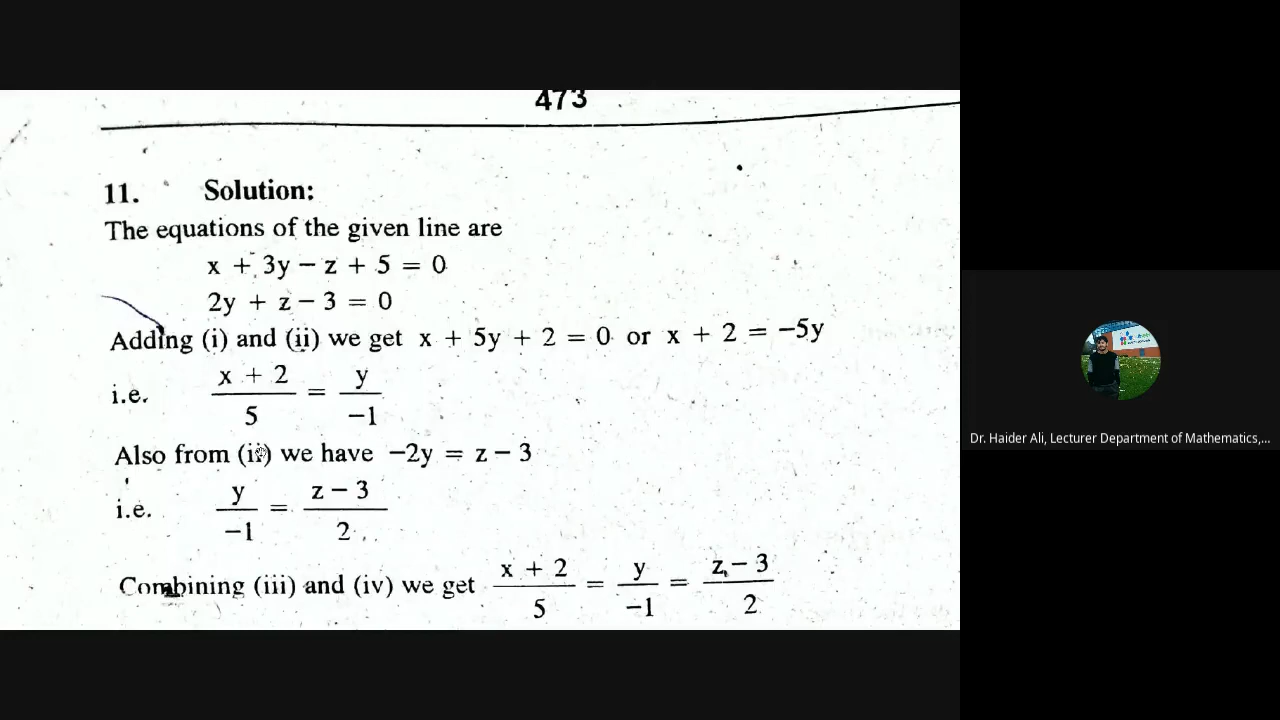 473
11. Solution:
The equations of the given line are
x + 3y – z + 5 = 0
2y + z – 3 = 0
Adding (i) and (ii) we get x + 5y + 2 = 0 or x + 2 = –5y
i.e. (x + 2)/5 = y/–1
Also from (ii) we have –2y = z – 3
i.e. y/–1 = (z – 3)/2
Combining (iii) and (iv) we get (x + 2)/5 = y/–1 = (z – 3)/2
Dr. Haider Ali, Lecturer Department of Mathematics,...